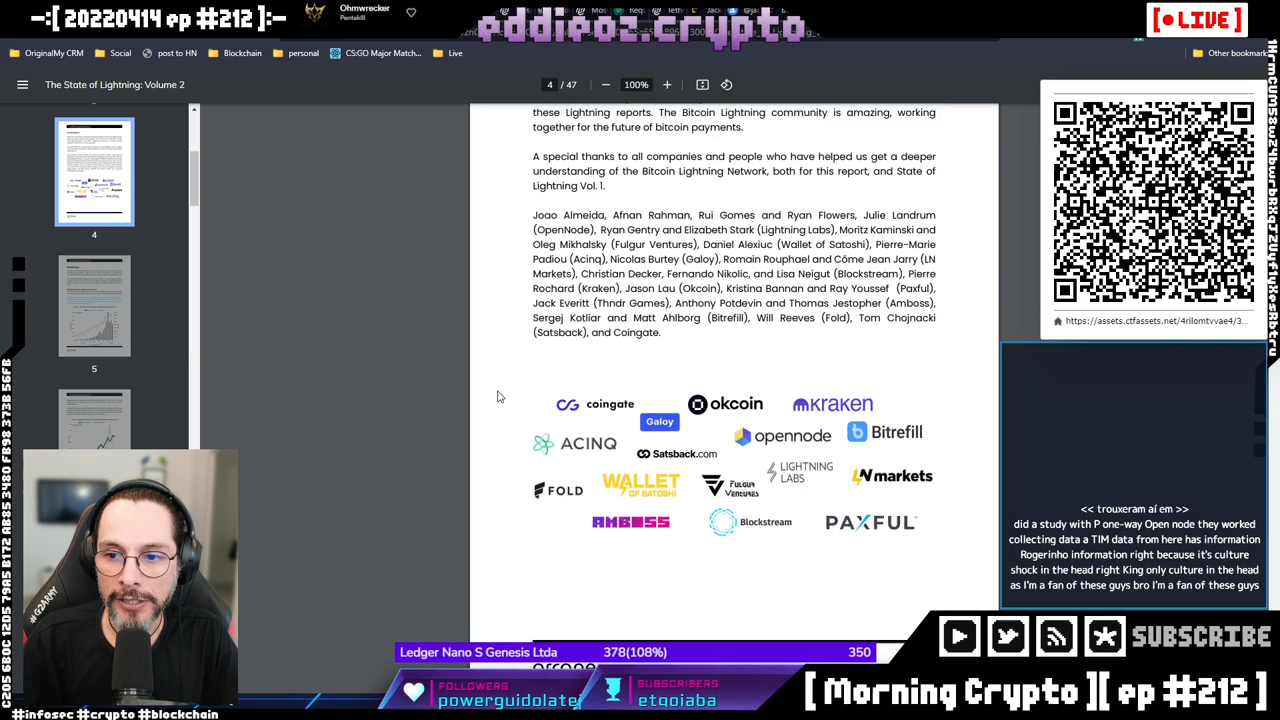 -:[ 20220414 ep #212]:-
Ohmwrecker
Pentskill
eddieoz.crypto
[ LIVE ]
OriginalMy CRM
Social
post to HN
Blockchain
personal
CS:GO Major Match...
Live
Other bookmark
The State of Lightning: Volume 2
4 / 47
100%
4
5
these Lightning reports. The Bitcoin Lightning community is amazing, working
together for the future of bitcoin payments.
A special thanks to all companies and people who have helped us get a deeper
understanding of the Bitcoin Lightning Network, both for this report, and State of
Lightning Vol. 1.
Joao Almeida, Afnan Rahman, Rui Gomes and Ryan Flowers, Julie Landrum
(OpenNode), Ryan Gentry and Elizabeth Stark (Lightning Labs), Moritz Kaminski and
Oleg Mikhalsky (Fulgur Ventures), Daniel Alexiuc (Wallet of Satoshi), Pierre-Marie
Padiou (Acinq), Nicolas Burtey (Galoy), Romain Rouphael and Côme Jean Jarry (LN
Markets), Christian Decker, Fernando Nikolic, and Lisa Neigut (Blockstream), Pierre
Rochard (Kraken), Jason Lau (Okcoin), Kristina Bannan and Ray Youssef (Paxful),
Jack Everitt (Thndr Games), Anthony Potdevin and Thomas Jestopher (Amboss),
Sergej Kotliar and Matt Ahlborg (Bitrefill), Will Reeves (Fold), Tom Chojnacki
(Satsback), and Coingate.
coingate
okcoin
KRAKEN
Galoy
ACINQ
opennode
Bitrefill
Satsback.com
FOLD
WALLET
OF SATOSHI
FULGUR
VENTURES
LIGHTNING
LABS
LN markets
AMBOSS
Blockstream
PAXFUL
https://assets.ctfassets.net/4rilomtvvae4/3...
<< trouxeram aí em >>
did a study with P one-way Open node they worked
collecting data a TIM data from here has information
Rogerinho information right because it's culture
shock in the head right King only culture in the head
as I'm a fan of these guys bro I'm a fan of these guys
SUBSCRIBE
Ledger Nano S Genesis Ltda
378(108%)
350
FOLLOWERS
powerguidolatej
SUBSCRIBERS
etgoiaba
[ Morning Crypto ][ ep #212 ]
#infosec #crypto #blockchain